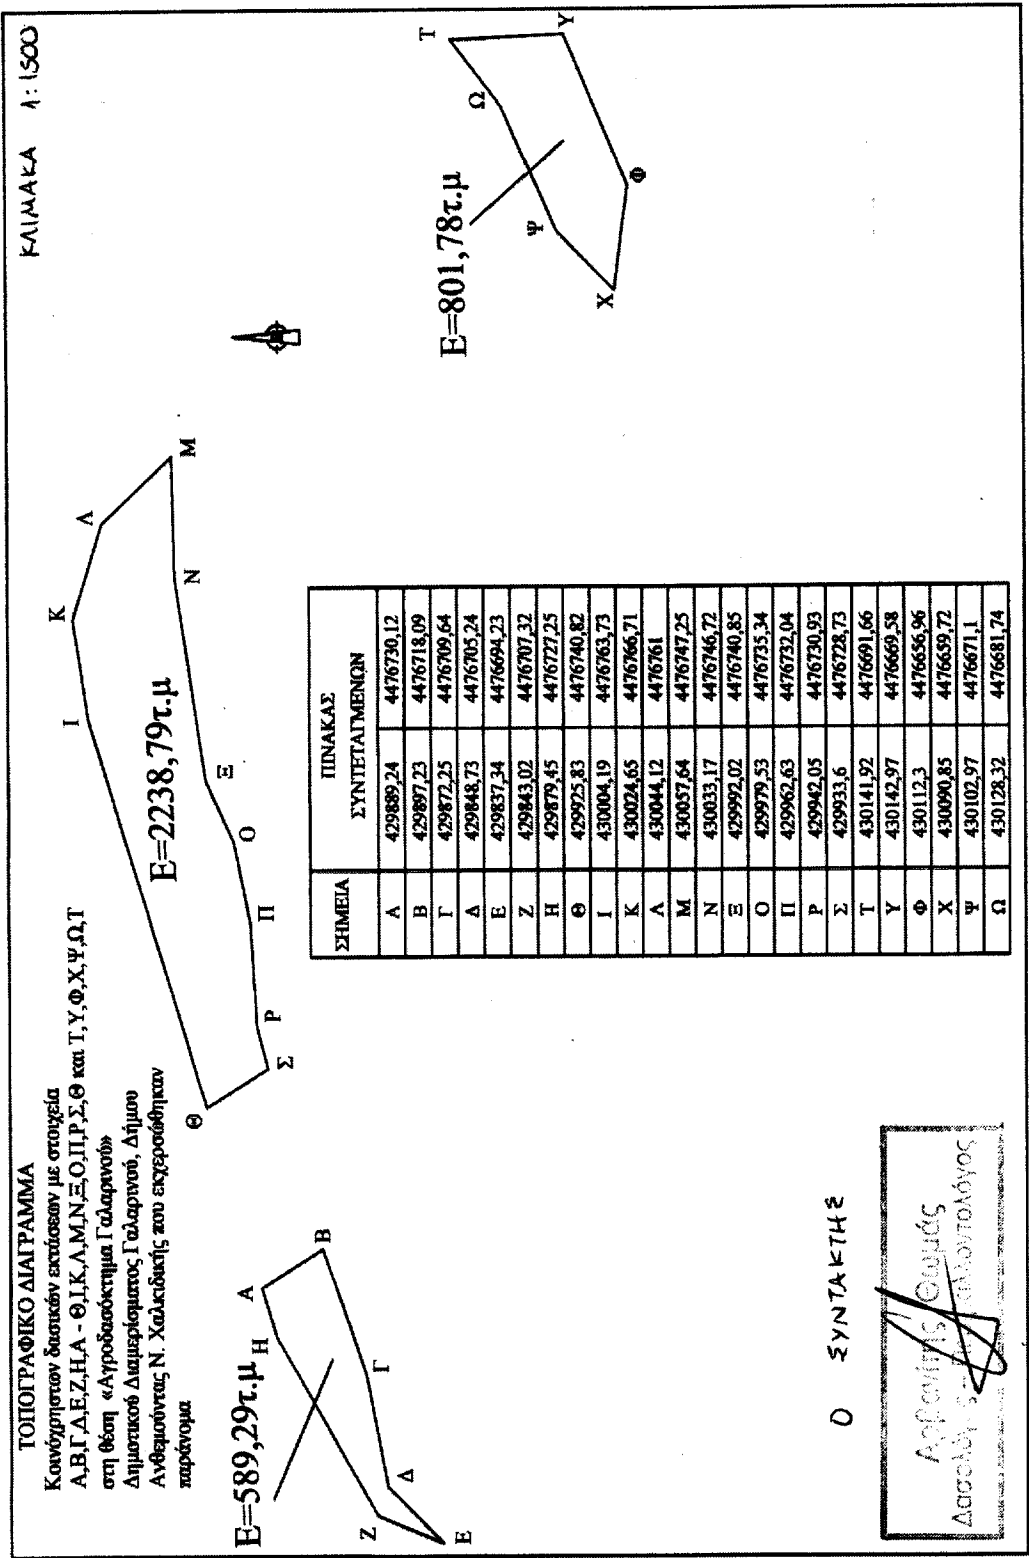 ΚΛΙΜΑΚΑ 1:1500
ΤΟΠΟΓΡΑΦΙΚΟ ΔΙΑΓΡΑΜΜΑ
Κοινόχρηστων δασικών εκτάσεων με στοιχεία
Α,Β,Γ,Δ,Ε,Ζ,Η,Α - Θ,Ι,Κ,Λ,Μ,Ν,Ξ,Ο,Π,Ρ,Σ,Θ και Τ,Υ,Φ,Χ,Ψ,Ω,Τ
στη θέση «Αγροδασόκτημα Γαλαρινού»
Δημοτικού Διαμερίσματος Γαλαρινού, Δήμου
Ανθεμούντας Ν. Χαλκιδικής που εκχερσώθηκαν
παράνομα
Κ
Λ
Ι
Μ
Ν
Ξ
Ο
Π
Ρ
Σ
Θ
Ε=2238,79τ.μ
Α
Β
Η
Γ
Δ
Ζ
Ε
Ε=589,29τ.μ
Τ
Υ
Ω
Ψ
Φ
Χ
Ε=801,78τ.μ
ΣΗΜΕΙΑ ΠΙΝΑΚΑΣ ΣΥΝΤΕΤΑΓΜΕΝΩΝ
Α 429889,24 4476730,12
Β 429897,23 4476718,09
Γ 429872,25 4476709,64
Δ 429848,73 4476705,24
Ε 429837,34 4476694,23
Ζ 429843,02 4476707,32
Η 429879,45 4476727,25
Θ 429925,83 4476740,82
Ι 430004,19 4476763,73
Κ 430024,65 4476766,71
Λ 430044,12 4476761
Μ 430057,64 4476747,25
Ν 430033,17 4476746,72
Ξ 429992,02 4476740,85
Ο 429979,53 4476735,34
Π 429962,63 4476732,04
Ρ 429942,05 4476730,93
Σ 429933,6 4476728,73
Τ 430141,92 4476691,66
Υ 430142,97 4476669,58
Φ 430112,3 4476656,96
Χ 430090,85 4476659,72
Ψ 430102,97 4476671,1
Ω 430128,32 4476681,74
Ο ΣΥΝΤΑΚΤΗΣ
Αρβανίτης Θωμάς